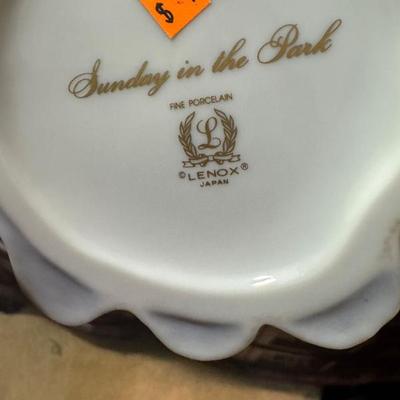 $
Sunday in the Park
FINE PORCELAIN
L
© LENOX ®
JAPAN